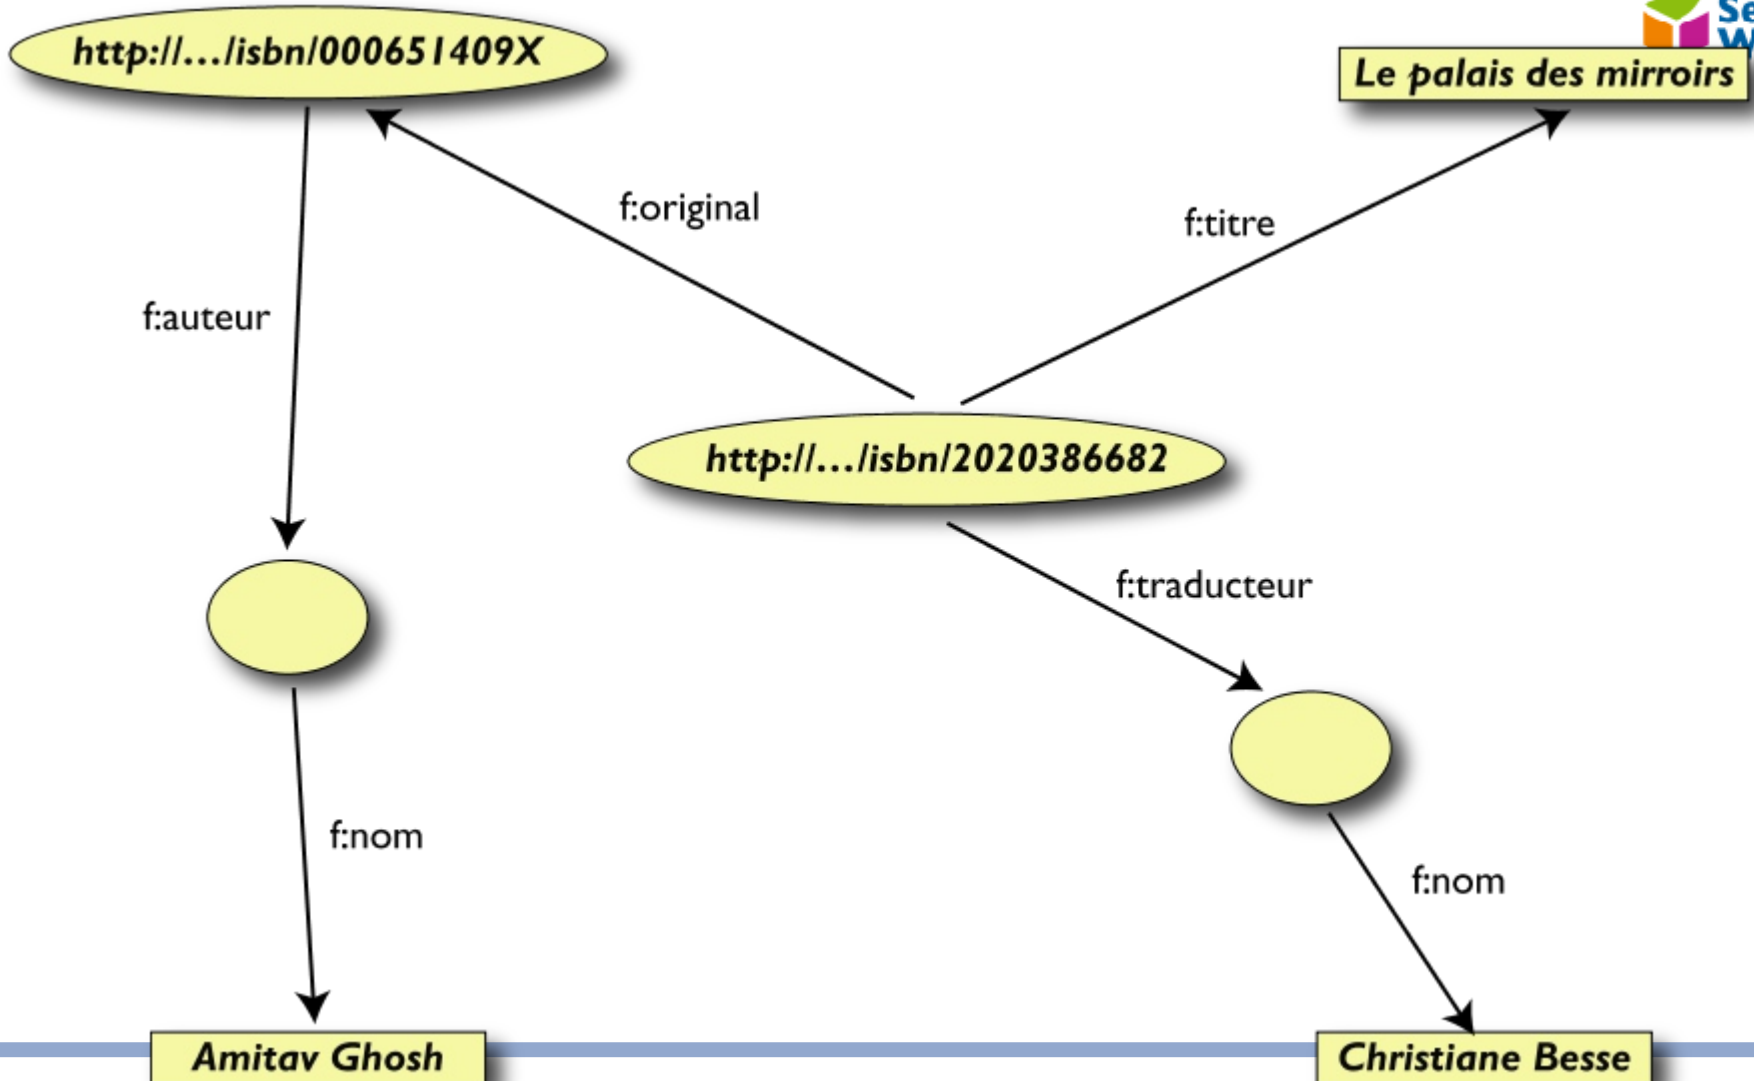 http://…/isbn/000651409X
Le palais des mirroirs
f:original
f:titre
f:auteur
http://…/isbn/2020386682
f:traducteur
f:nom
f:nom
Amitav Ghosh
Christiane Besse